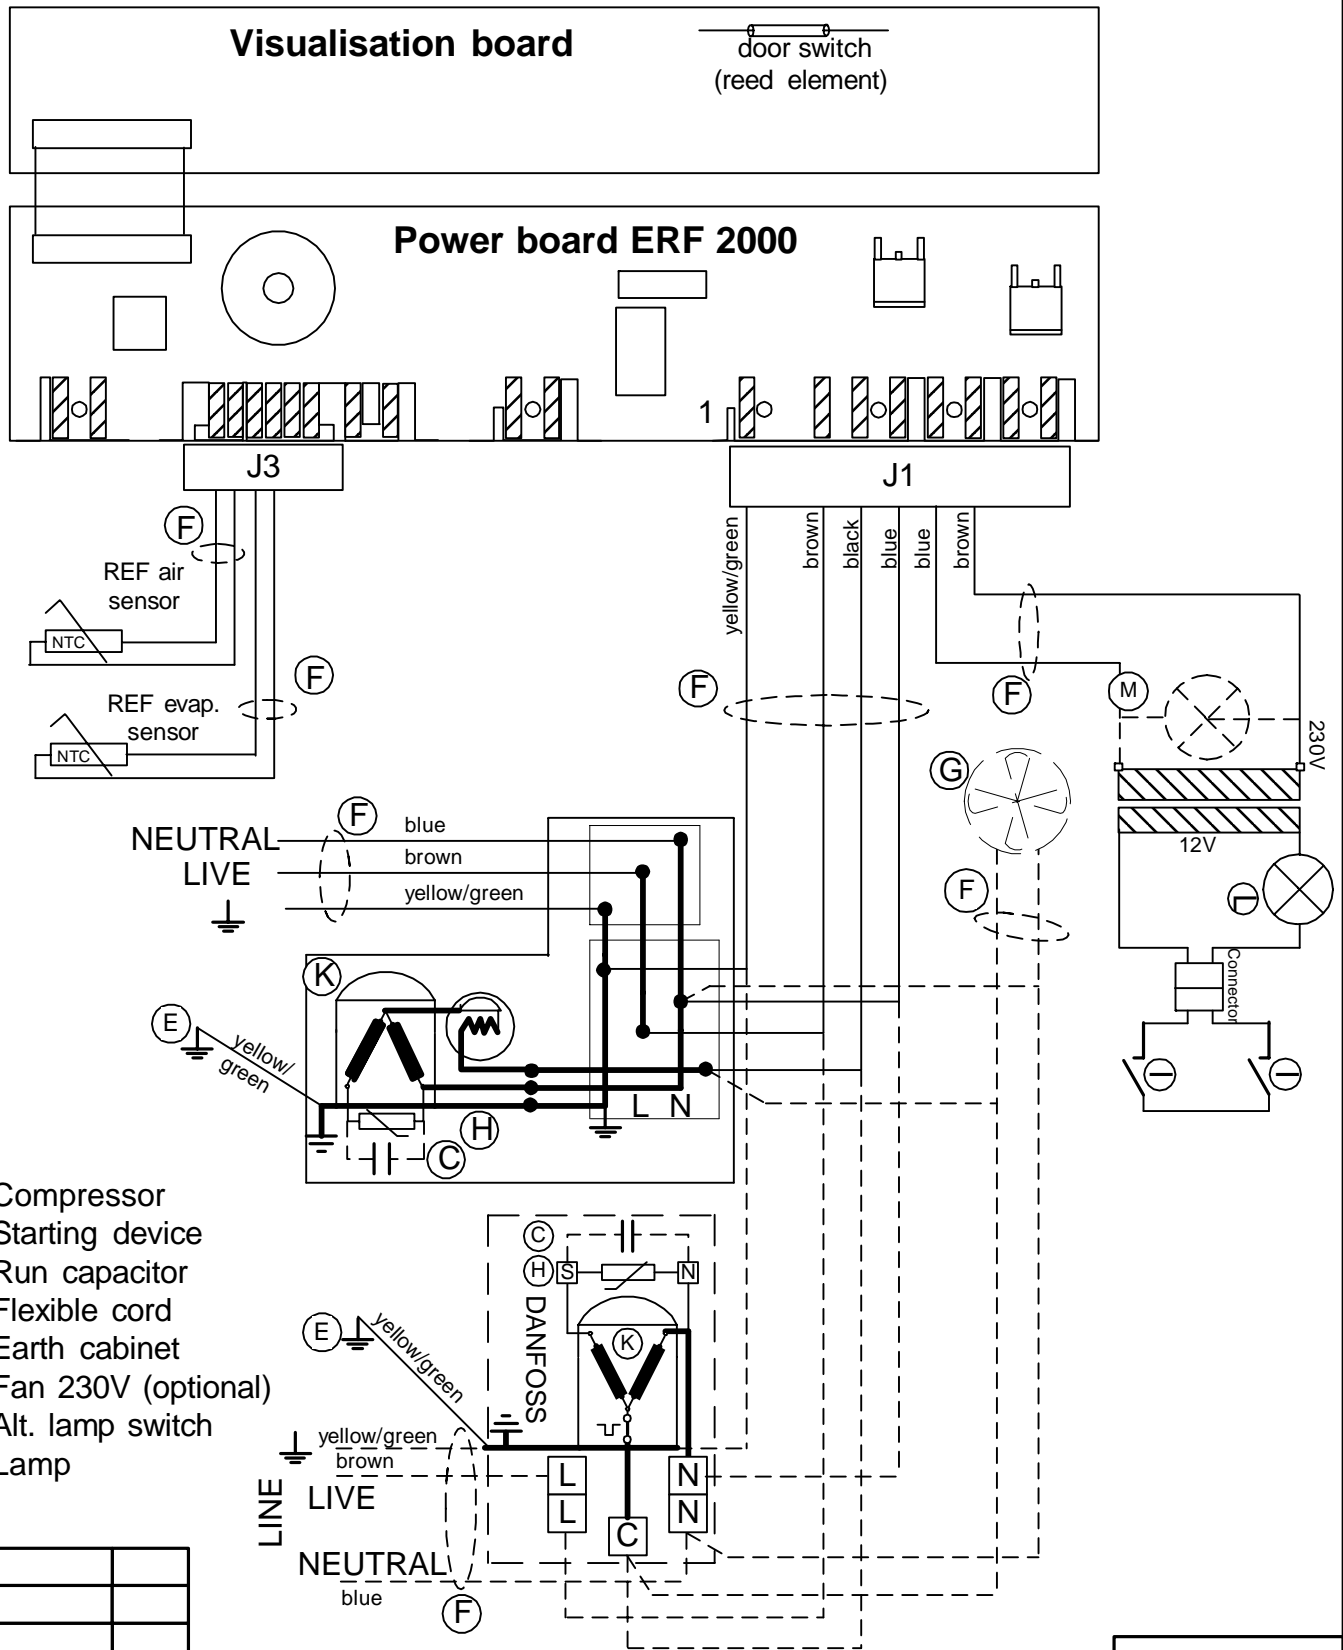 Visualisation board
door switch
(reed element)
Power board ERF 2000
1
J3
J1
yellow/green
brown
black
blue
blue
brown
F
REF air
sensor
NTC
F
REF evap.
sensor
NTC
F
F
M
230V
G
12V
F
L
Connector
I
I
F
NEUTRAL
LIVE
blue
brown
yellow/green
K
E
yellow/
green
L N
H
C
Compressor
Starting device
Run capacitor
Flexible cord
Earth cabinet
Fan 230V (optional)
Alt. lamp switch
Lamp
C
H
S
N
DANFOSS
K
E
yellow/green
yellow/green
brown
LINE
LIVE
L
L
N
N
C
NEUTRAL
blue
F